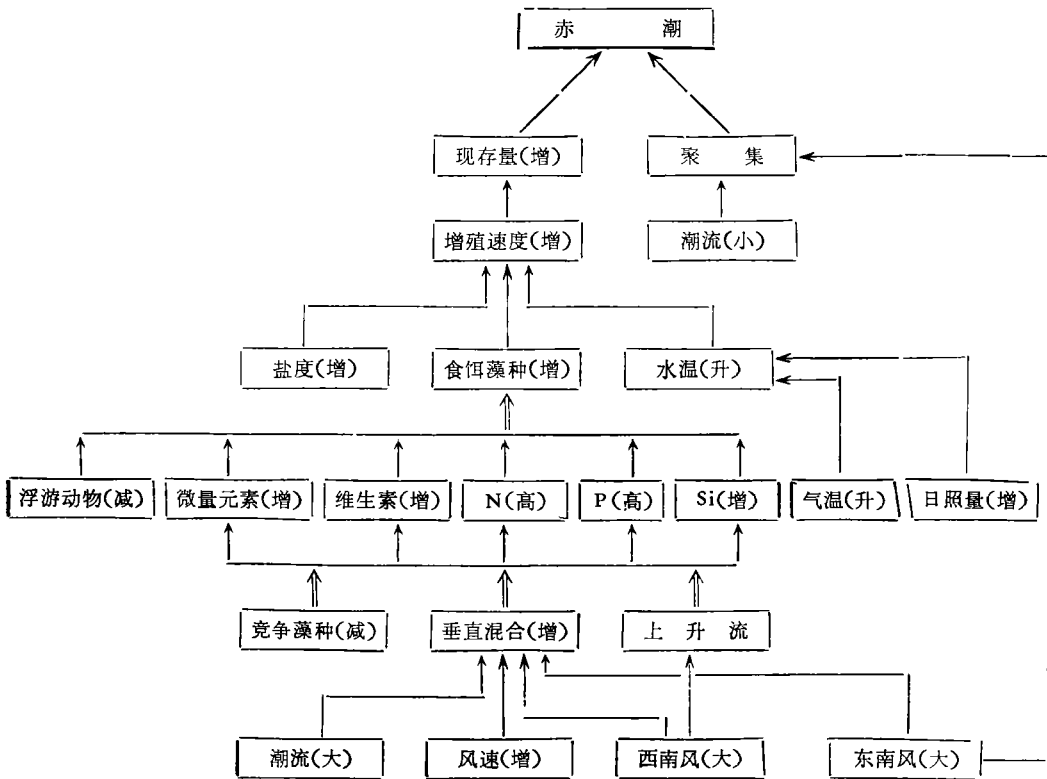 赤 潮
现存量(增) 聚 集
增殖速度(增) 潮流(小)
盐度(增) 食饵藻种(增) 水温(升)
浮游动物(减) 微量元素(增) 维生素(增) N(高) P(高) Si(增) 气温(升) 日照量(增)
竞争藻种(减) 垂直混合(增) 上 升 流
潮流(大) 风速(增) 西南风(大) 东南风(大)